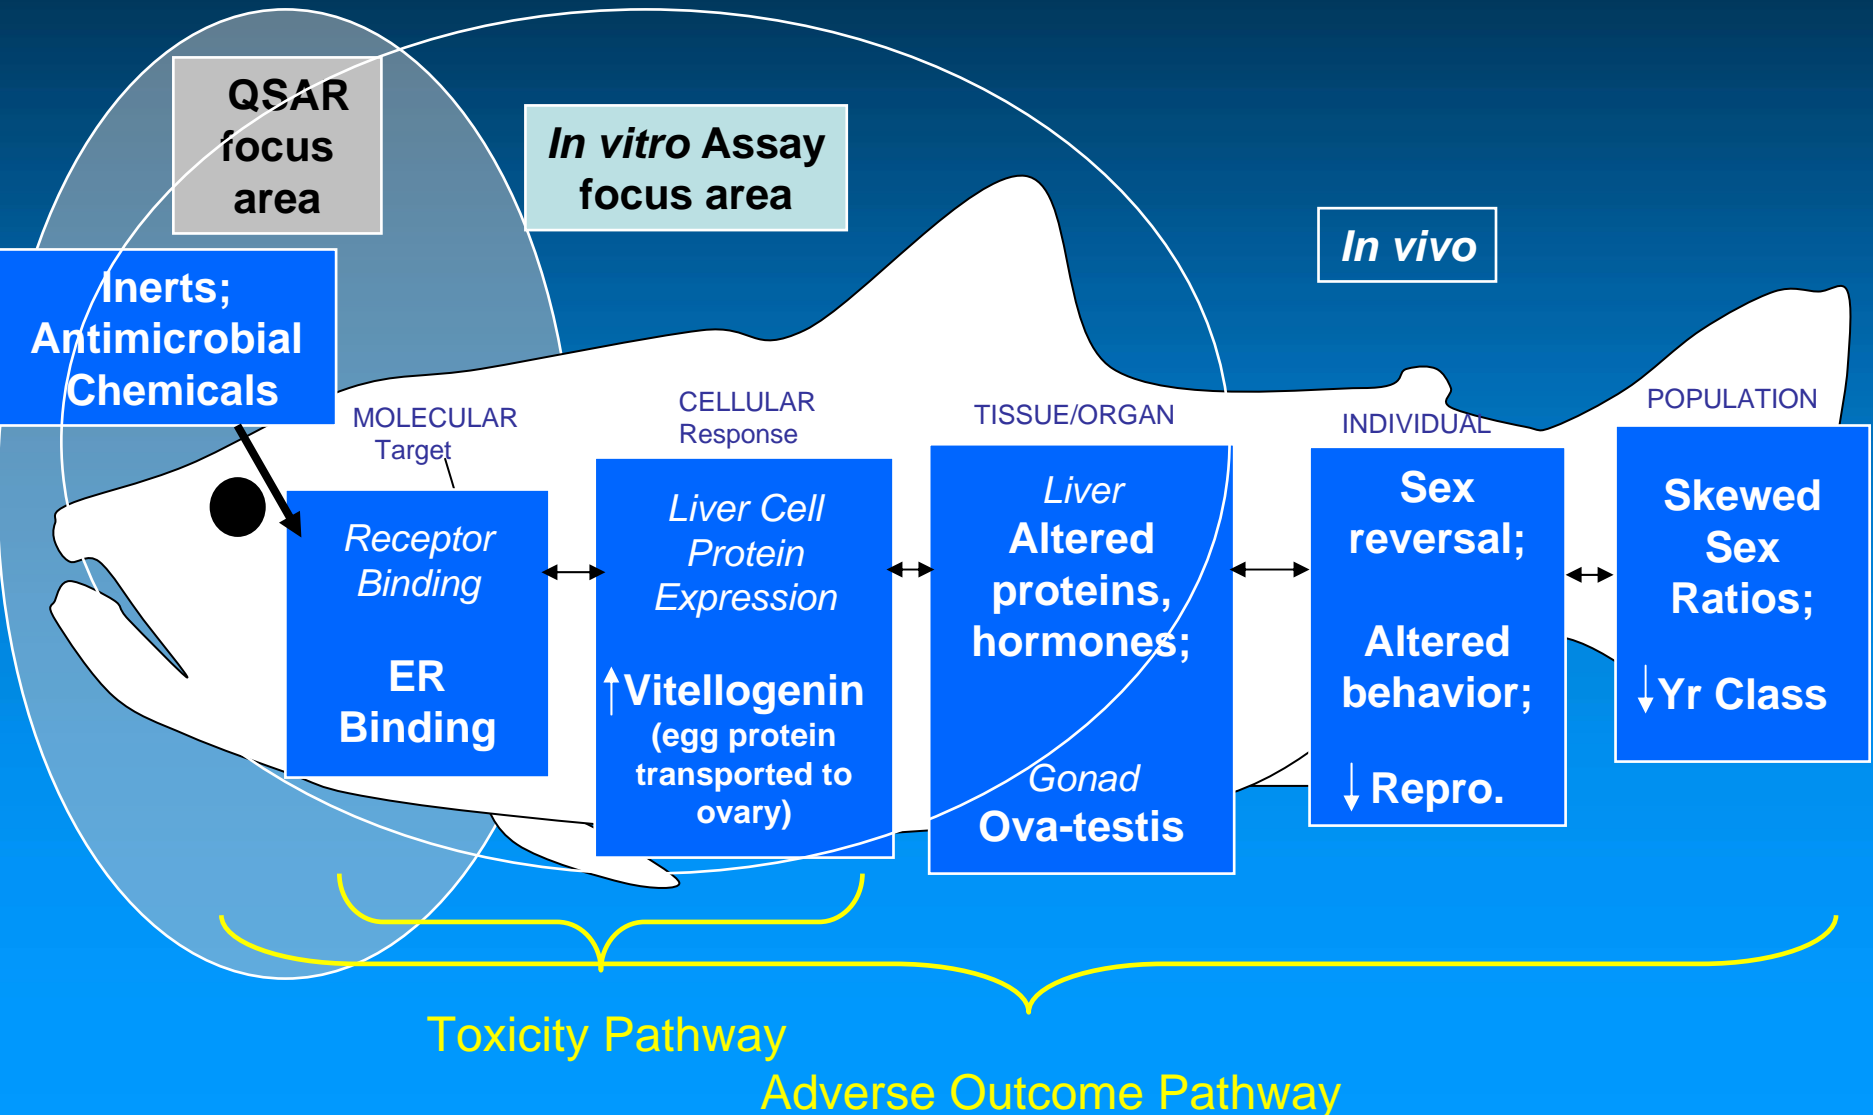 QSAR
focus
area
In vitro Assay
focus area
In vivo
Inerts;
Antimicrobial
Chemicals
MOLECULAR
Target
Receptor
Binding
ER
Binding
CELLULAR
Response
Liver Cell
Protein
Expression
↑Vitellogenin
(egg protein
transported to
ovary)
TISSUE/ORGAN
Liver
Altered
proteins,
hormones;
Gonad
Ova-testis
INDIVIDUAL
Sex
reversal;
Altered
behavior;
↓ Repro.
POPULATION
Skewed
Sex
Ratios;
↓Yr Class
Toxicity Pathway
Adverse Outcome Pathway